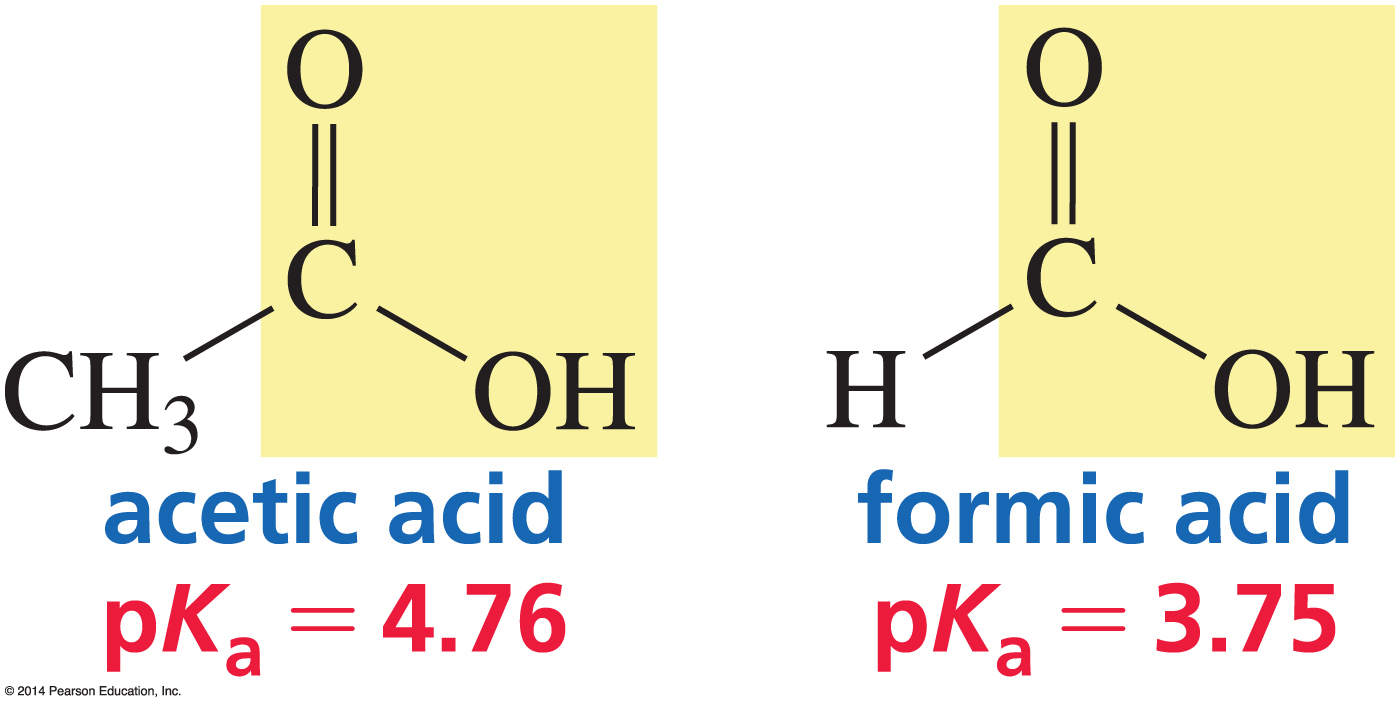 O O
C C
CH₃ OH H OH
acetic acid formic acid
pKa = 4.76 pKa = 3.75
© 2014 Pearson Education, Inc.